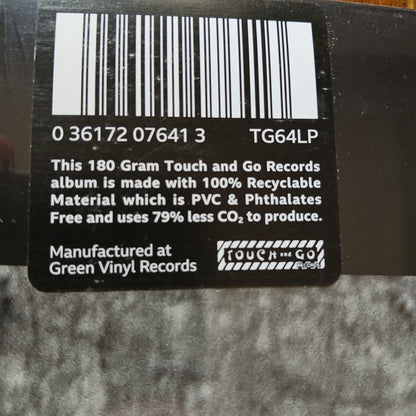 0 36172 07641 3 TG64LP
This 180 Gram Touch and Go Records
album is made with 100% Recyclable
Material which is PVC & Phthalates
Free and uses 79% less CO₂ to produce.
Manufactured at
Green Vinyl Records
TOUCH and GO